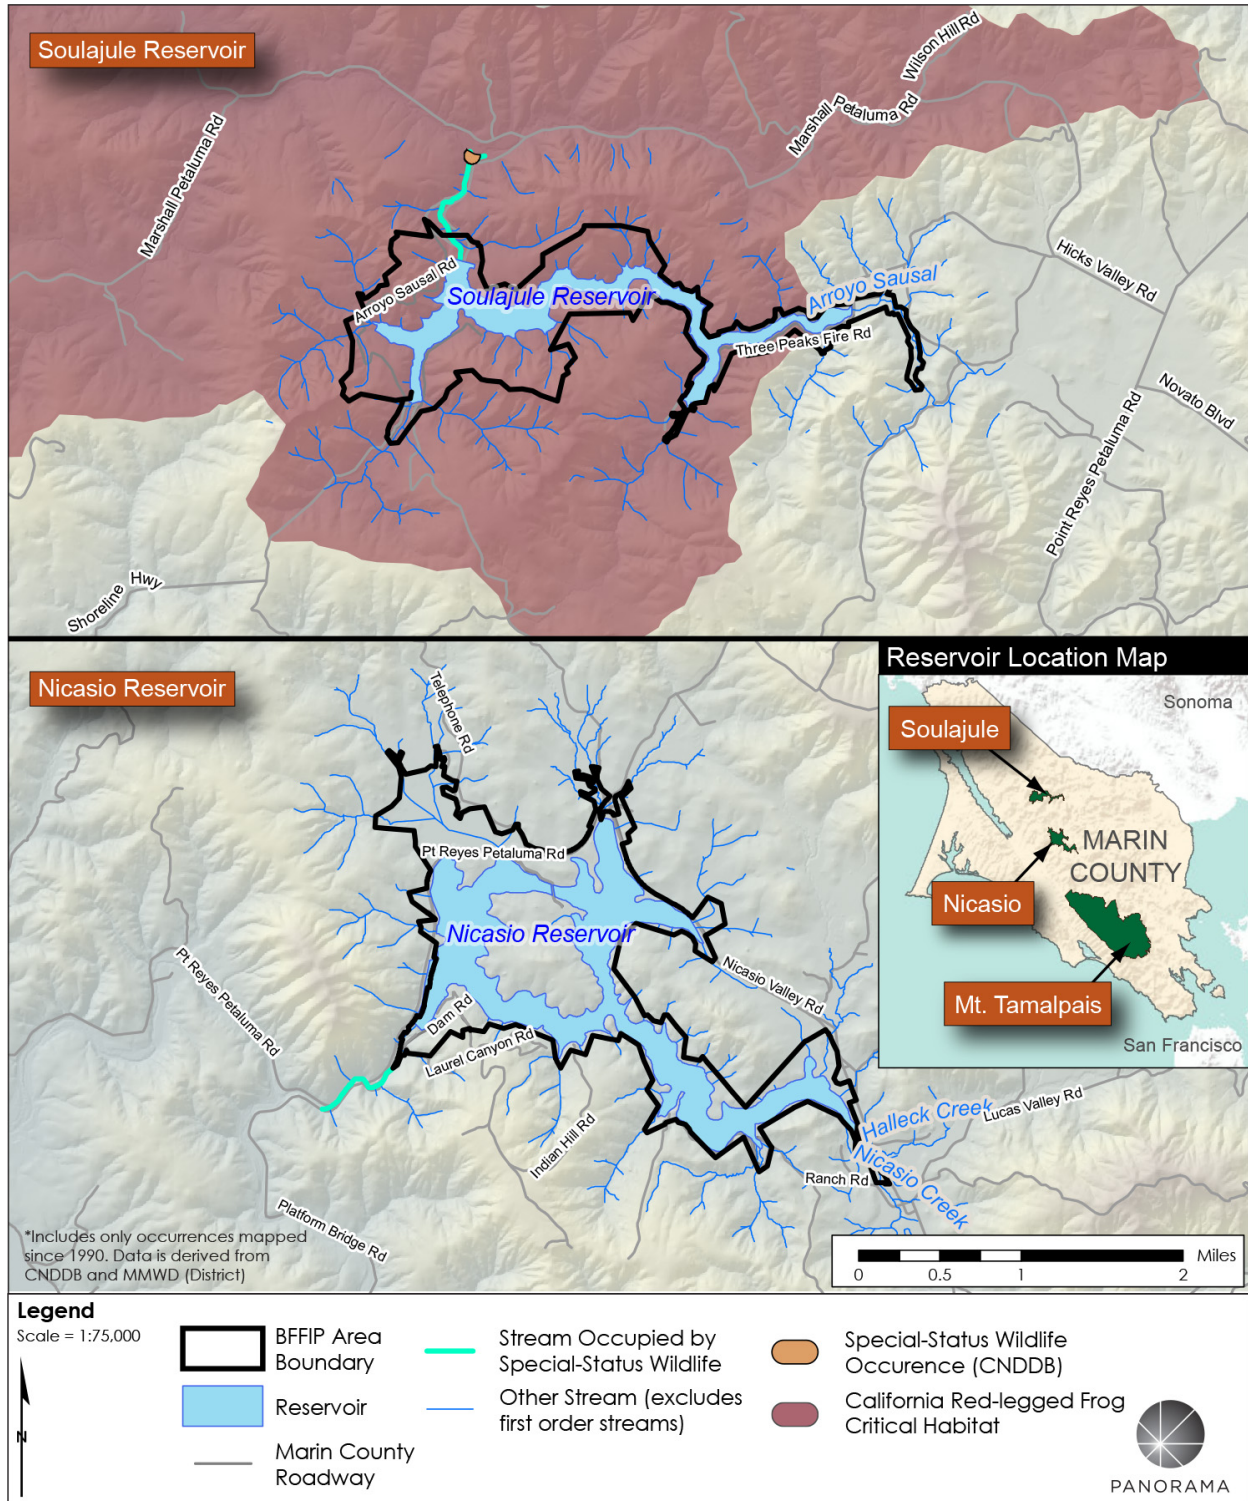 Soulajule Reservoir
Wilson Hill Rd
Marshall Petaluma Rd
Marshall Petaluma Rd
Hicks Valley Rd
Arroyo Sausal
Arroyo Sausal Rd
Soulajule Reservoir
Three Peaks Fire Rd
Novato Blvd
Point Reyes Petaluma Rd
Shoreline Hwy
Nicasio Reservoir
Telephone Rd
Pt Reyes Petaluma Rd
Nicasio Reservoir
Nicasio Valley Rd
Pt Reyes Petaluma Rd
Dam Rd
Laurel Canyon Rd
Indian Hill Rd
Halleck Creek
Lucas Valley Rd
Nicasio Creek
Ranch Rd
Platform Bridge Rd
*Includes only occurrences mapped
since 1990. Data is derived from
CNDDB and MMWD (District)
Reservoir Location Map
Sonoma
Soulajule
MARIN
COUNTY
Nicasio
Mt. Tamalpais
San Francisco
Miles
0 0.5 1 2
Legend
Scale = 1:75,000
N
BFFIP Area
Boundary
Reservoir
Marin County
Roadway
Stream Occupied by
Special-Status Wildlife
Other Stream (excludes
first order streams)
Special-Status Wildlife
Occurence (CNDDB)
California Red-legged Frog
Critical Habitat
PANORAMA